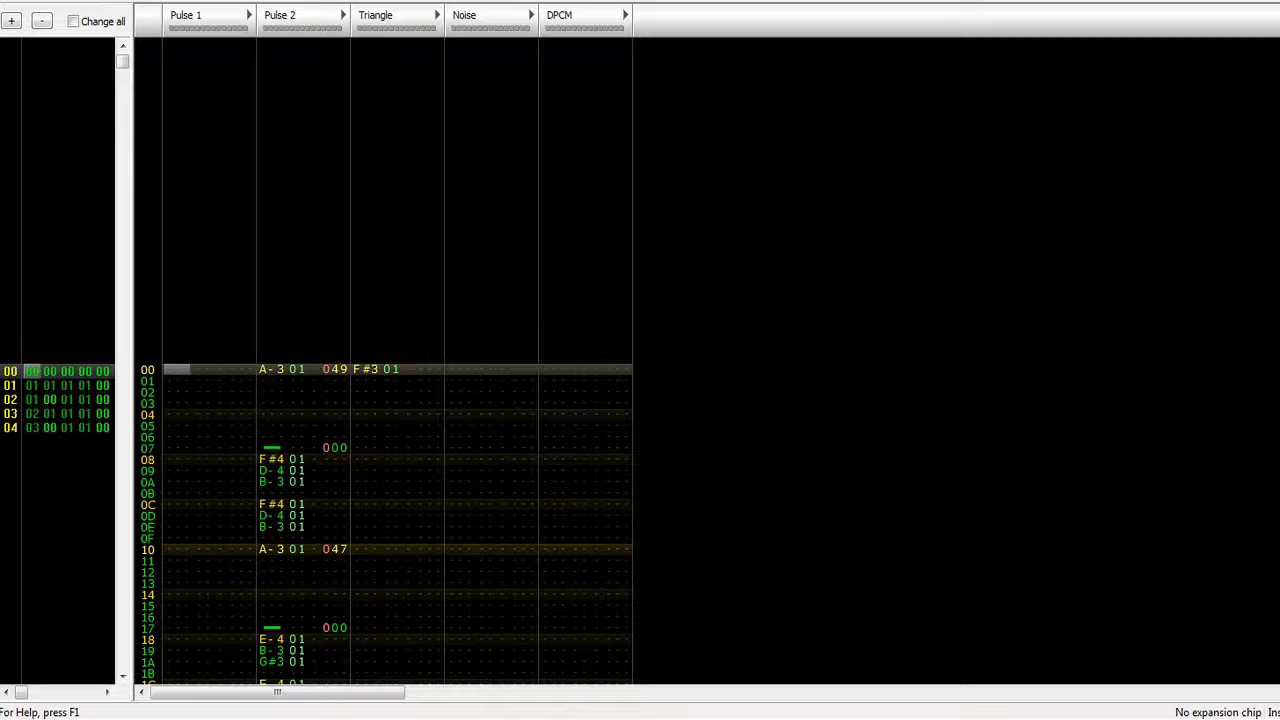 + - Change all Pulse 1 Pulse 2 Triangle Noise DPCM
00 00 00 00 00 00 00 A-3 01 049 F#3 01
01
02
03
01 01 01 01 01 00
02 01 00 01 01 00
03 02 01 01 01 00
04 03 00 01 01 00
04
05
06
07 000
08 F#4 01
09 D-4 01
0A B-3 01
0B
0C F#4 01
0D D-4 01
0E B-3 01
0F
10 A-3 01 047
11
12
13
14
15
16
17 000
18 E-4 01
19 B-3 01
1A G#3 01
1B
For Help, press F1 No expansion chip Ins